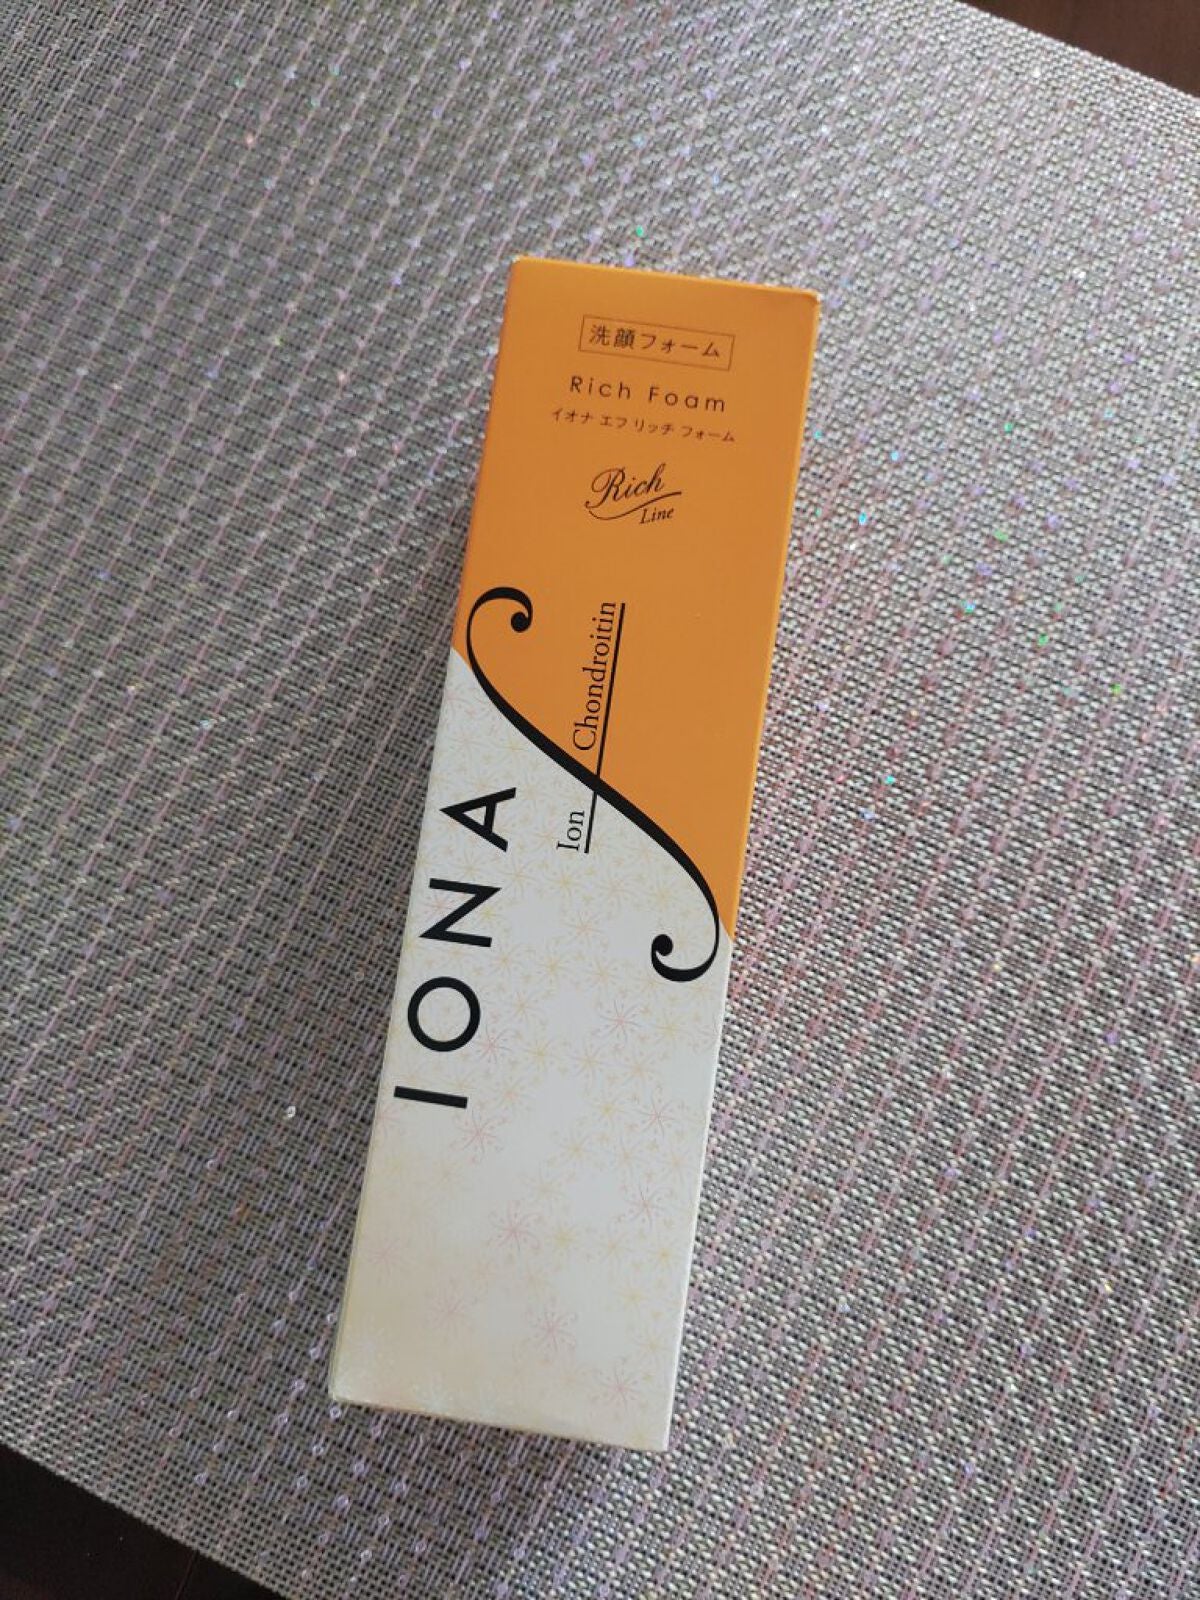 洗顔フォーム
Rich Foam
イオナ エフ リッチ フォーム
Rich
Line
Ion Chondroitin
IONA